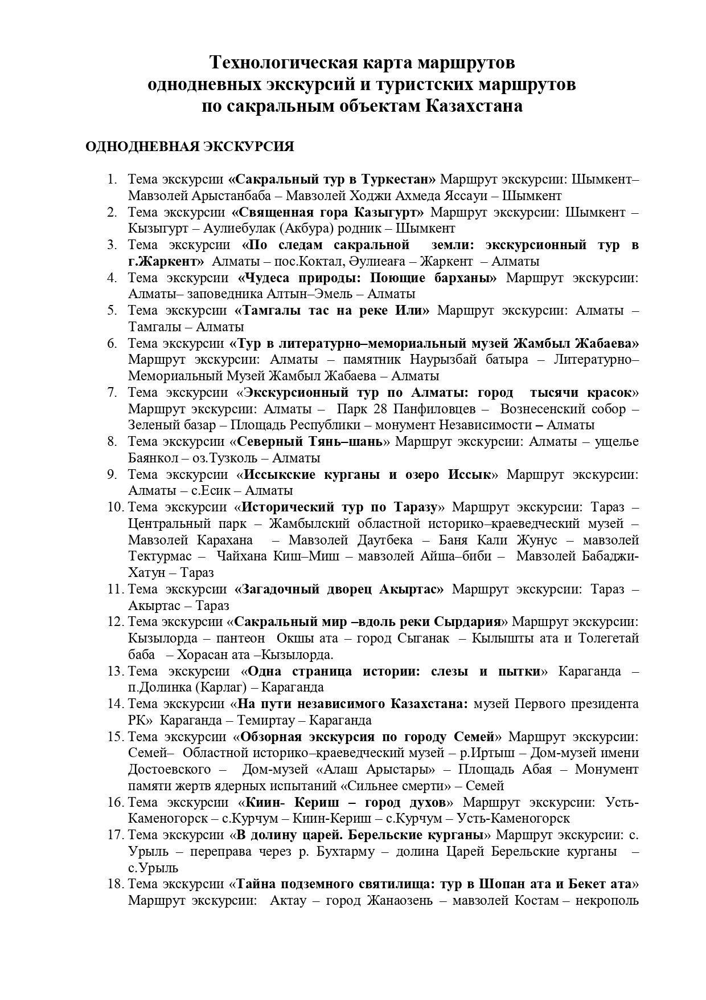 Технологическая карта маршрутов
однодневных экскурсий и туристских маршрутов
по сакральным объектам Казахстана
ОДНОДНЕВНАЯ ЭКСКУРСИЯ
1. Тема экскурсии «Сакральный тур в Туркестан» Маршрут экскурсии: Шымкент–
Мавзолей Арыстанбаба – Мавзолей Ходжи Ахмеда Яссауи – Шымкент
2. Тема экскурсии «Священная гора Казыгурт» Маршрут экскурсии: Шымкент –
Кызыгурт – Аулиебулак (Акбура) родник – Шымкент
3. Тема экскурсии «По следам сакральной земли: экскурсионный тур в
г.Жаркент» Алматы – пос.Коктал, Әулиеаға – Жаркент – Алматы
4. Тема экскурсии «Чудеса природы: Поющие барханы» Маршрут экскурсии:
Алматы– заповедника Алтын–Эмель – Алматы
5. Тема экскурсии «Тамгалы тас на реке Или» Маршрут экскурсии: Алматы –
Тамгалы – Алматы
6. Тема экскурсии «Тур в литературно–мемориальный музей Жамбыл Жабаева»
Маршрут экскурсии: Алматы – памятник Наурызбай батыра – Литературно–
Мемориальный Музей Жамбыл Жабаева – Алматы
7. Тема экскурсии «Экскурсионный тур по Алматы: город тысячи красок»
Маршрут экскурсии: Алматы – Парк 28 Панфиловцев – Вознесенский собор –
Зеленый базар – Площадь Республики – монумент Независимости – Алматы
8. Тема экскурсии «Северный Тянь–шань» Маршрут экскурсии: Алматы – ущелье
Баянкол – оз.Тузколь – Алматы
9. Тема экскурсии «Иссыкские курганы и озеро Иссык» Маршрут экскурсии:
Алматы – с.Есик – Алматы
10. Тема экскурсии «Исторический тур по Таразу» Маршрут экскурсии: Тараз –
Центральный парк – Жамбылский областной историко–краеведческий музей –
Мавзолей Карахана – Мавзолей Даутбека – Баня Кали Жунус – мавзолей
Тектурмас – Чайхана Киш–Миш – мавзолей Айша–биби – Мавзолей Бабаджи-
Хатун – Тараз
11. Тема экскурсии «Загадочный дворец Акыртас» Маршрут экскурсии: Тараз –
Акыртас – Тараз
12. Тема экскурсии «Сакральный мир –вдоль реки Сырдария» Маршрут экскурсии:
Кызылорда – пантеон Окшы ата – город Сыганак – Кылышты ата и Толегетай
баба – Хорасан ата –Кызылорда.
13. Тема экскурсии «Одна страница истории: слезы и пытки» Караганда –
п.Долинка (Карлаг) – Караганда
14. Тема экскурсии «На пути независимого Казахстана: музей Первого президента
РК» Караганда – Темиртау – Караганда
15. Тема экскурсии «Обзорная экскурсия по городу Семей» Маршрут экскурсии:
Семей– Областной историко–краеведческий музей – р.Иртыш – Дом-музей имени
Достоевского – Дом-музей «Алаш Арыстары» – Площадь Абая – Монумент
памяти жертв ядерных испытаний «Сильнее смерти» – Семей
16. Тема экскурсии «Киин- Кериш – город духов» Маршрут экскурсии: Усть-
Каменогорск – с.Курчум – Киин-Кериш – с.Курчум – Усть-Каменогорск
17. Тема экскурсии «В долину царей. Берельские курганы» Маршрут экскурсии: с.
Урыль – переправа через р. Бухтарму – долина Царей Берельские курганы –
с.Урыль
18. Тема экскурсии «Тайна подземного святилища: тур в Шопан ата и Бекет ата»
Маршрут экскурсии: Актау – город Жанаозень – мавзолей Костам – некрополь